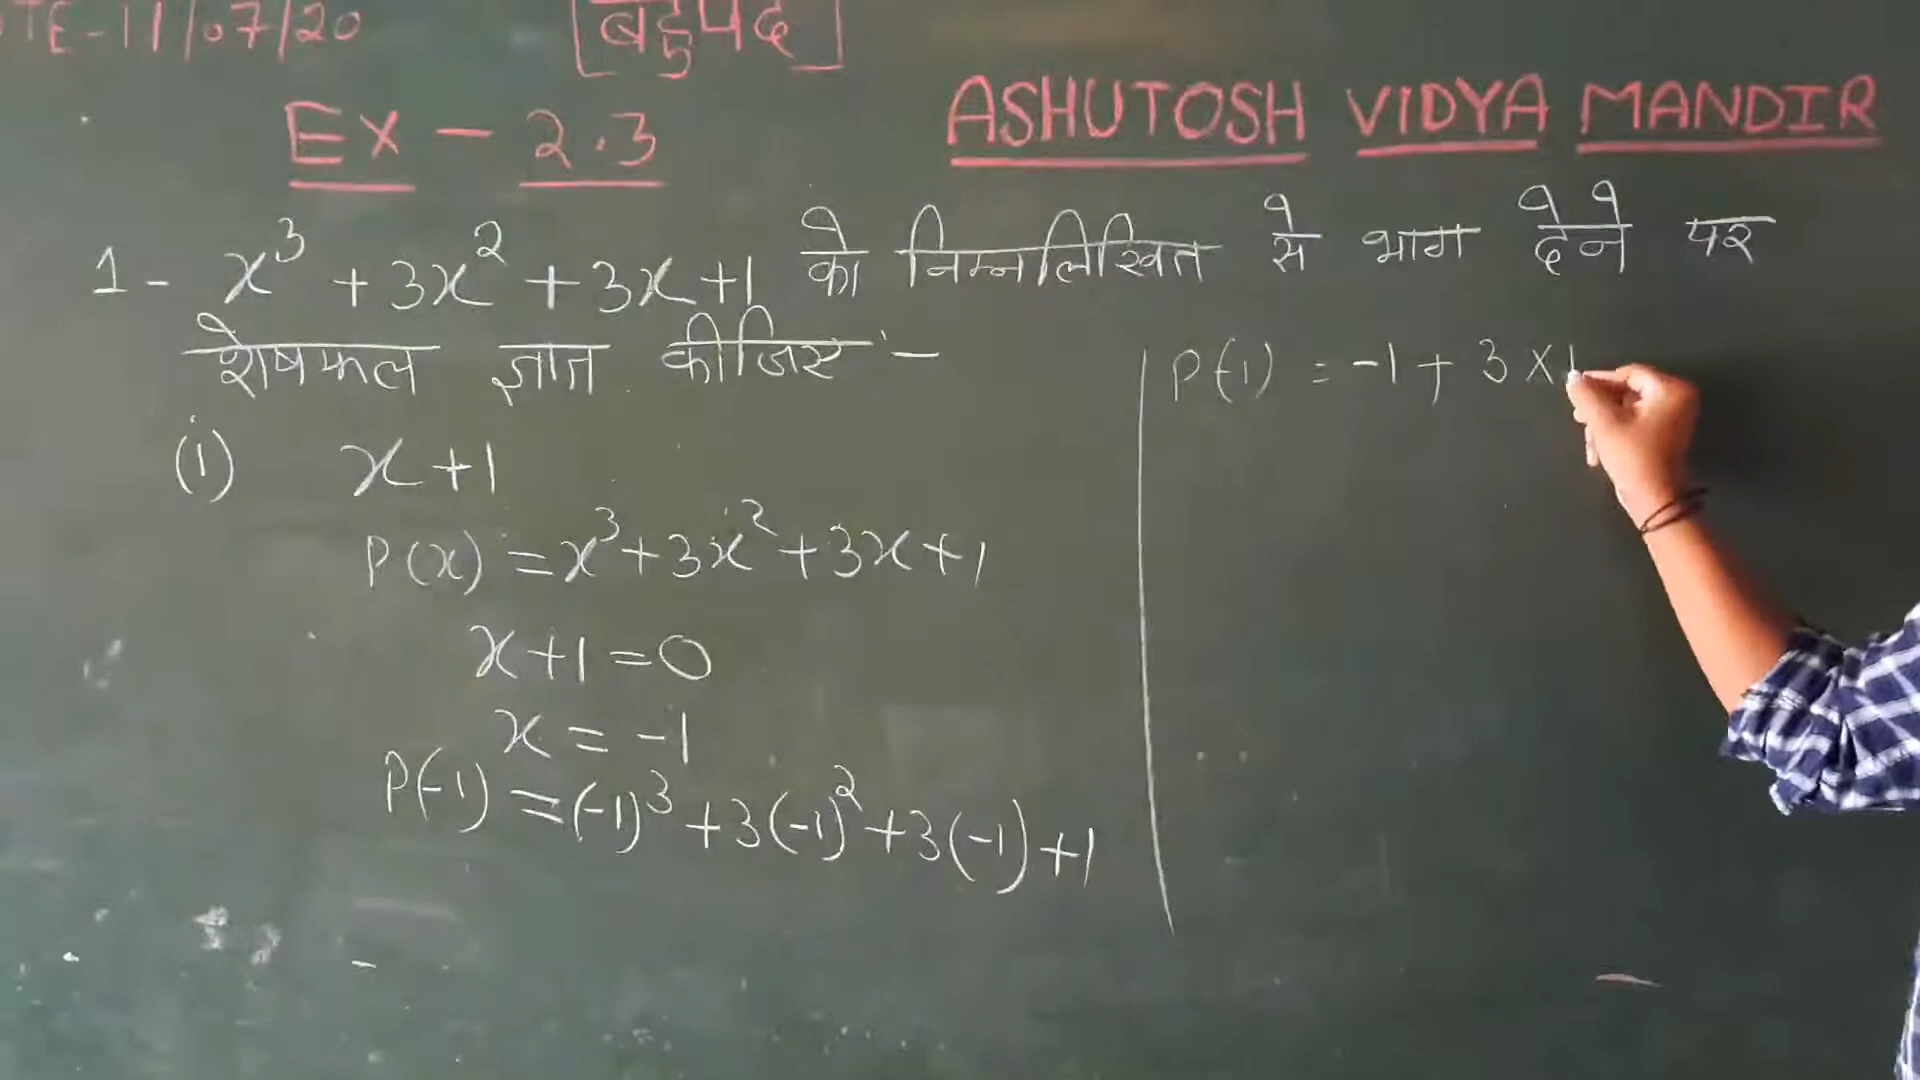 TE-11/07/20 [बहुपद]
EX - 2.3
ASHUTOSH VIDYA MANDIR
1- x³ + 3x² + 3x + 1 को निम्नलिखित से भाग देने पर
शेषफल ज्ञात कीजिए :-
(i) x + 1
P(x) = x³ + 3x² + 3x + 1
x + 1 = 0
x = -1
P(-1) = (-1)³ + 3(-1)² + 3(-1) + 1
P(-1) = -1 + 3 × 1